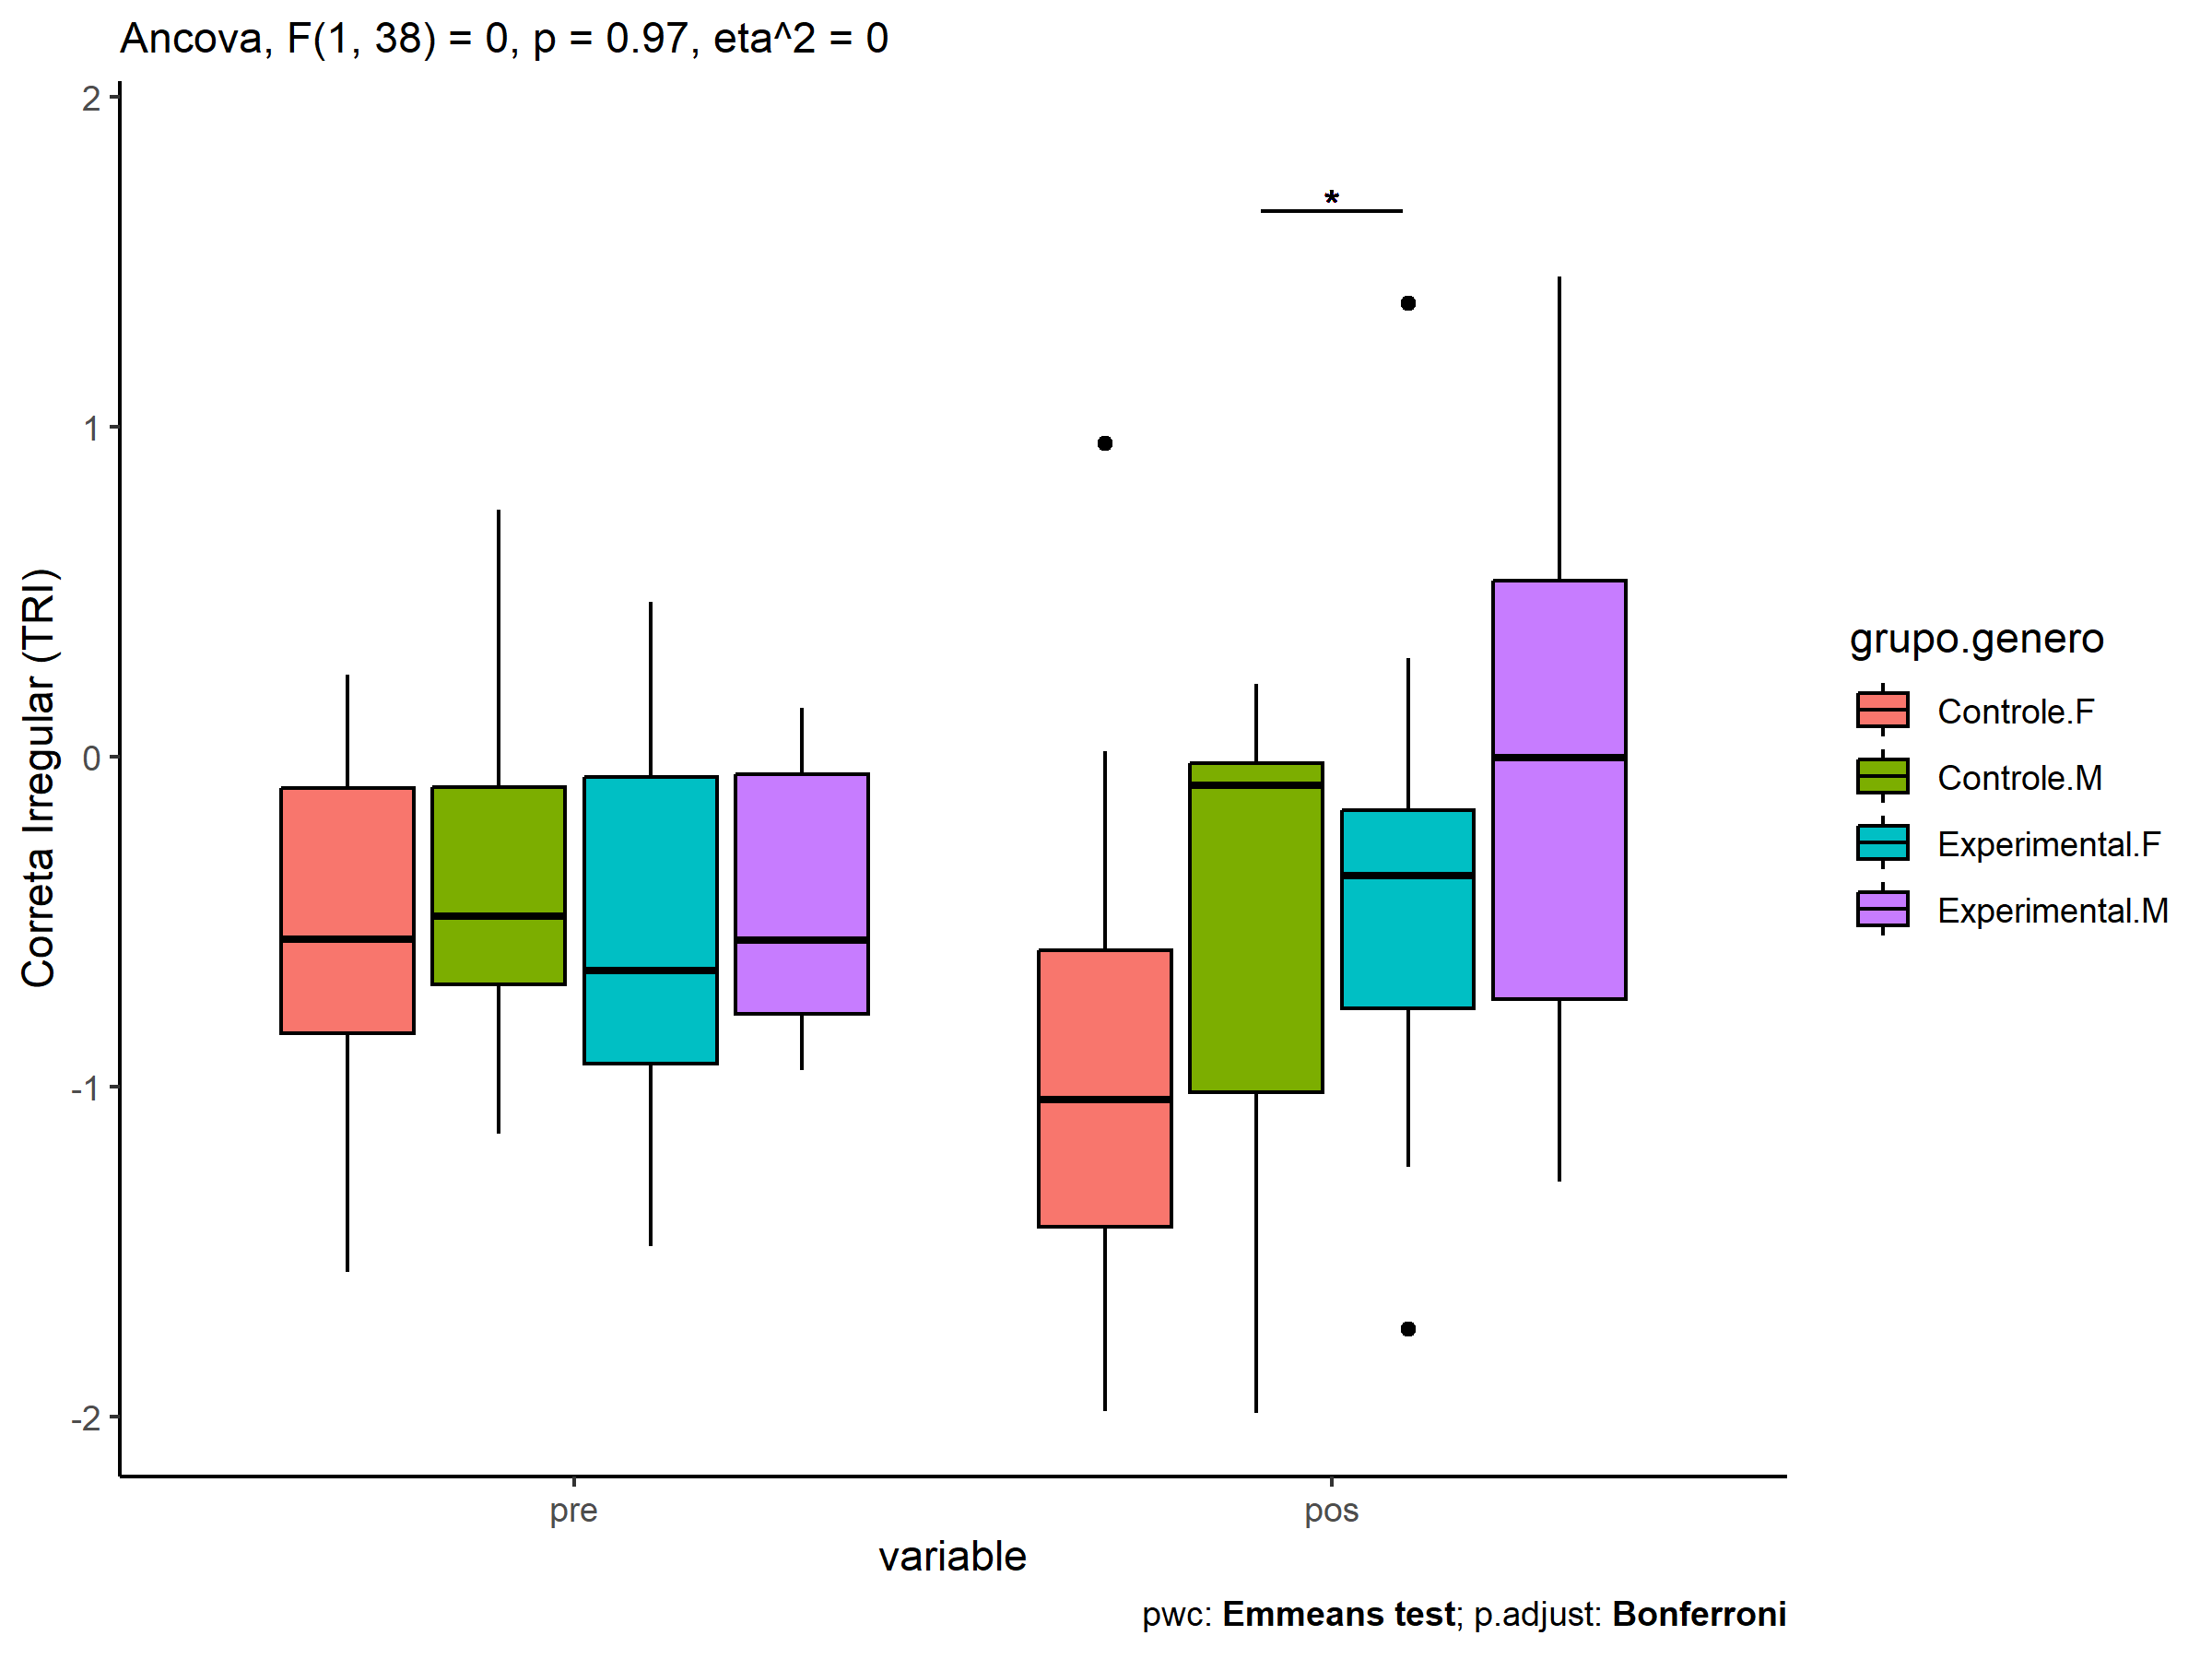 Ancova, F(1, 38) = 0, p = 0.97, eta^2 = 0
2
1
0
-1
-2
Correta Irregular (TRI)
*
pre
pos
variable
grupo.genero
Controle.F
Controle.M
Experimental.F
Experimental.M
pwc: Emmeans test; p.adjust: Bonferroni